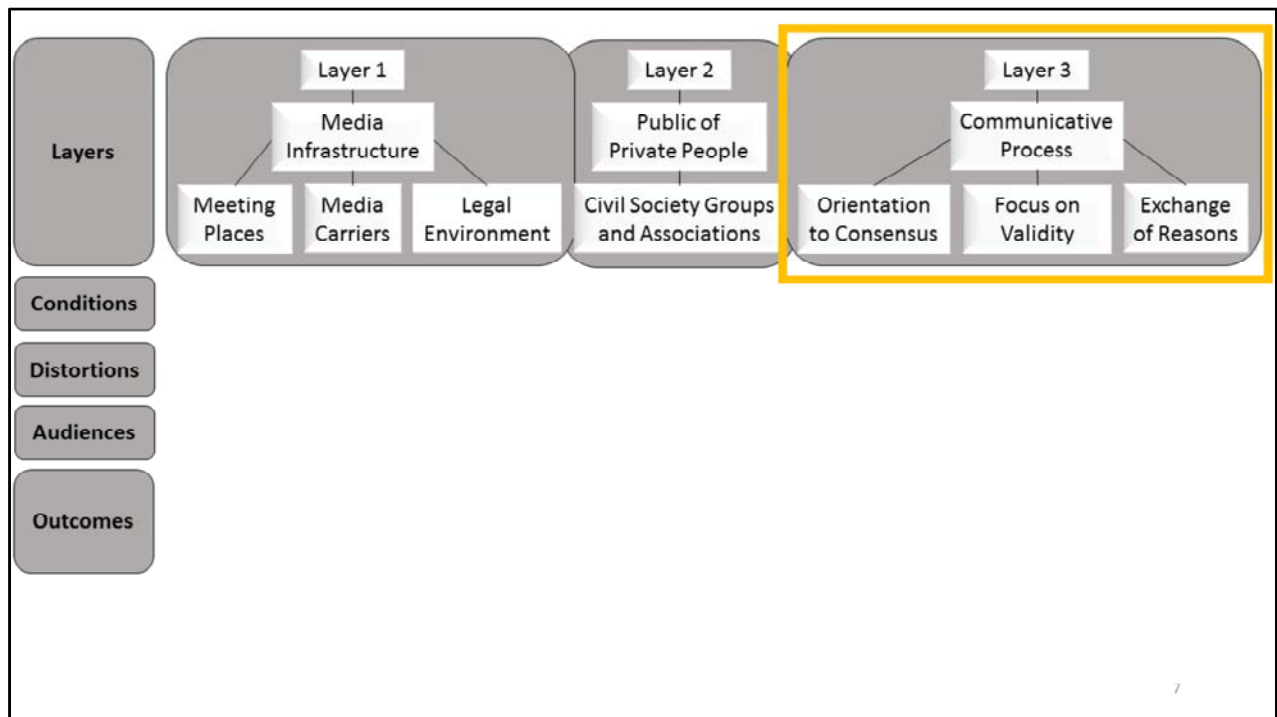 Layers
Layer 1
Media
Infrastructure
Meeting
Places
Media
Carriers
Legal
Environment
Layer 2
Public of
Private People
Civil Society Groups
and Associations
Layer 3
Communicative
Process
Orientation
to Consensus
Focus on
Validity
Exchange
of Reasons
Conditions
Distortions
Audiences
Outcomes
7